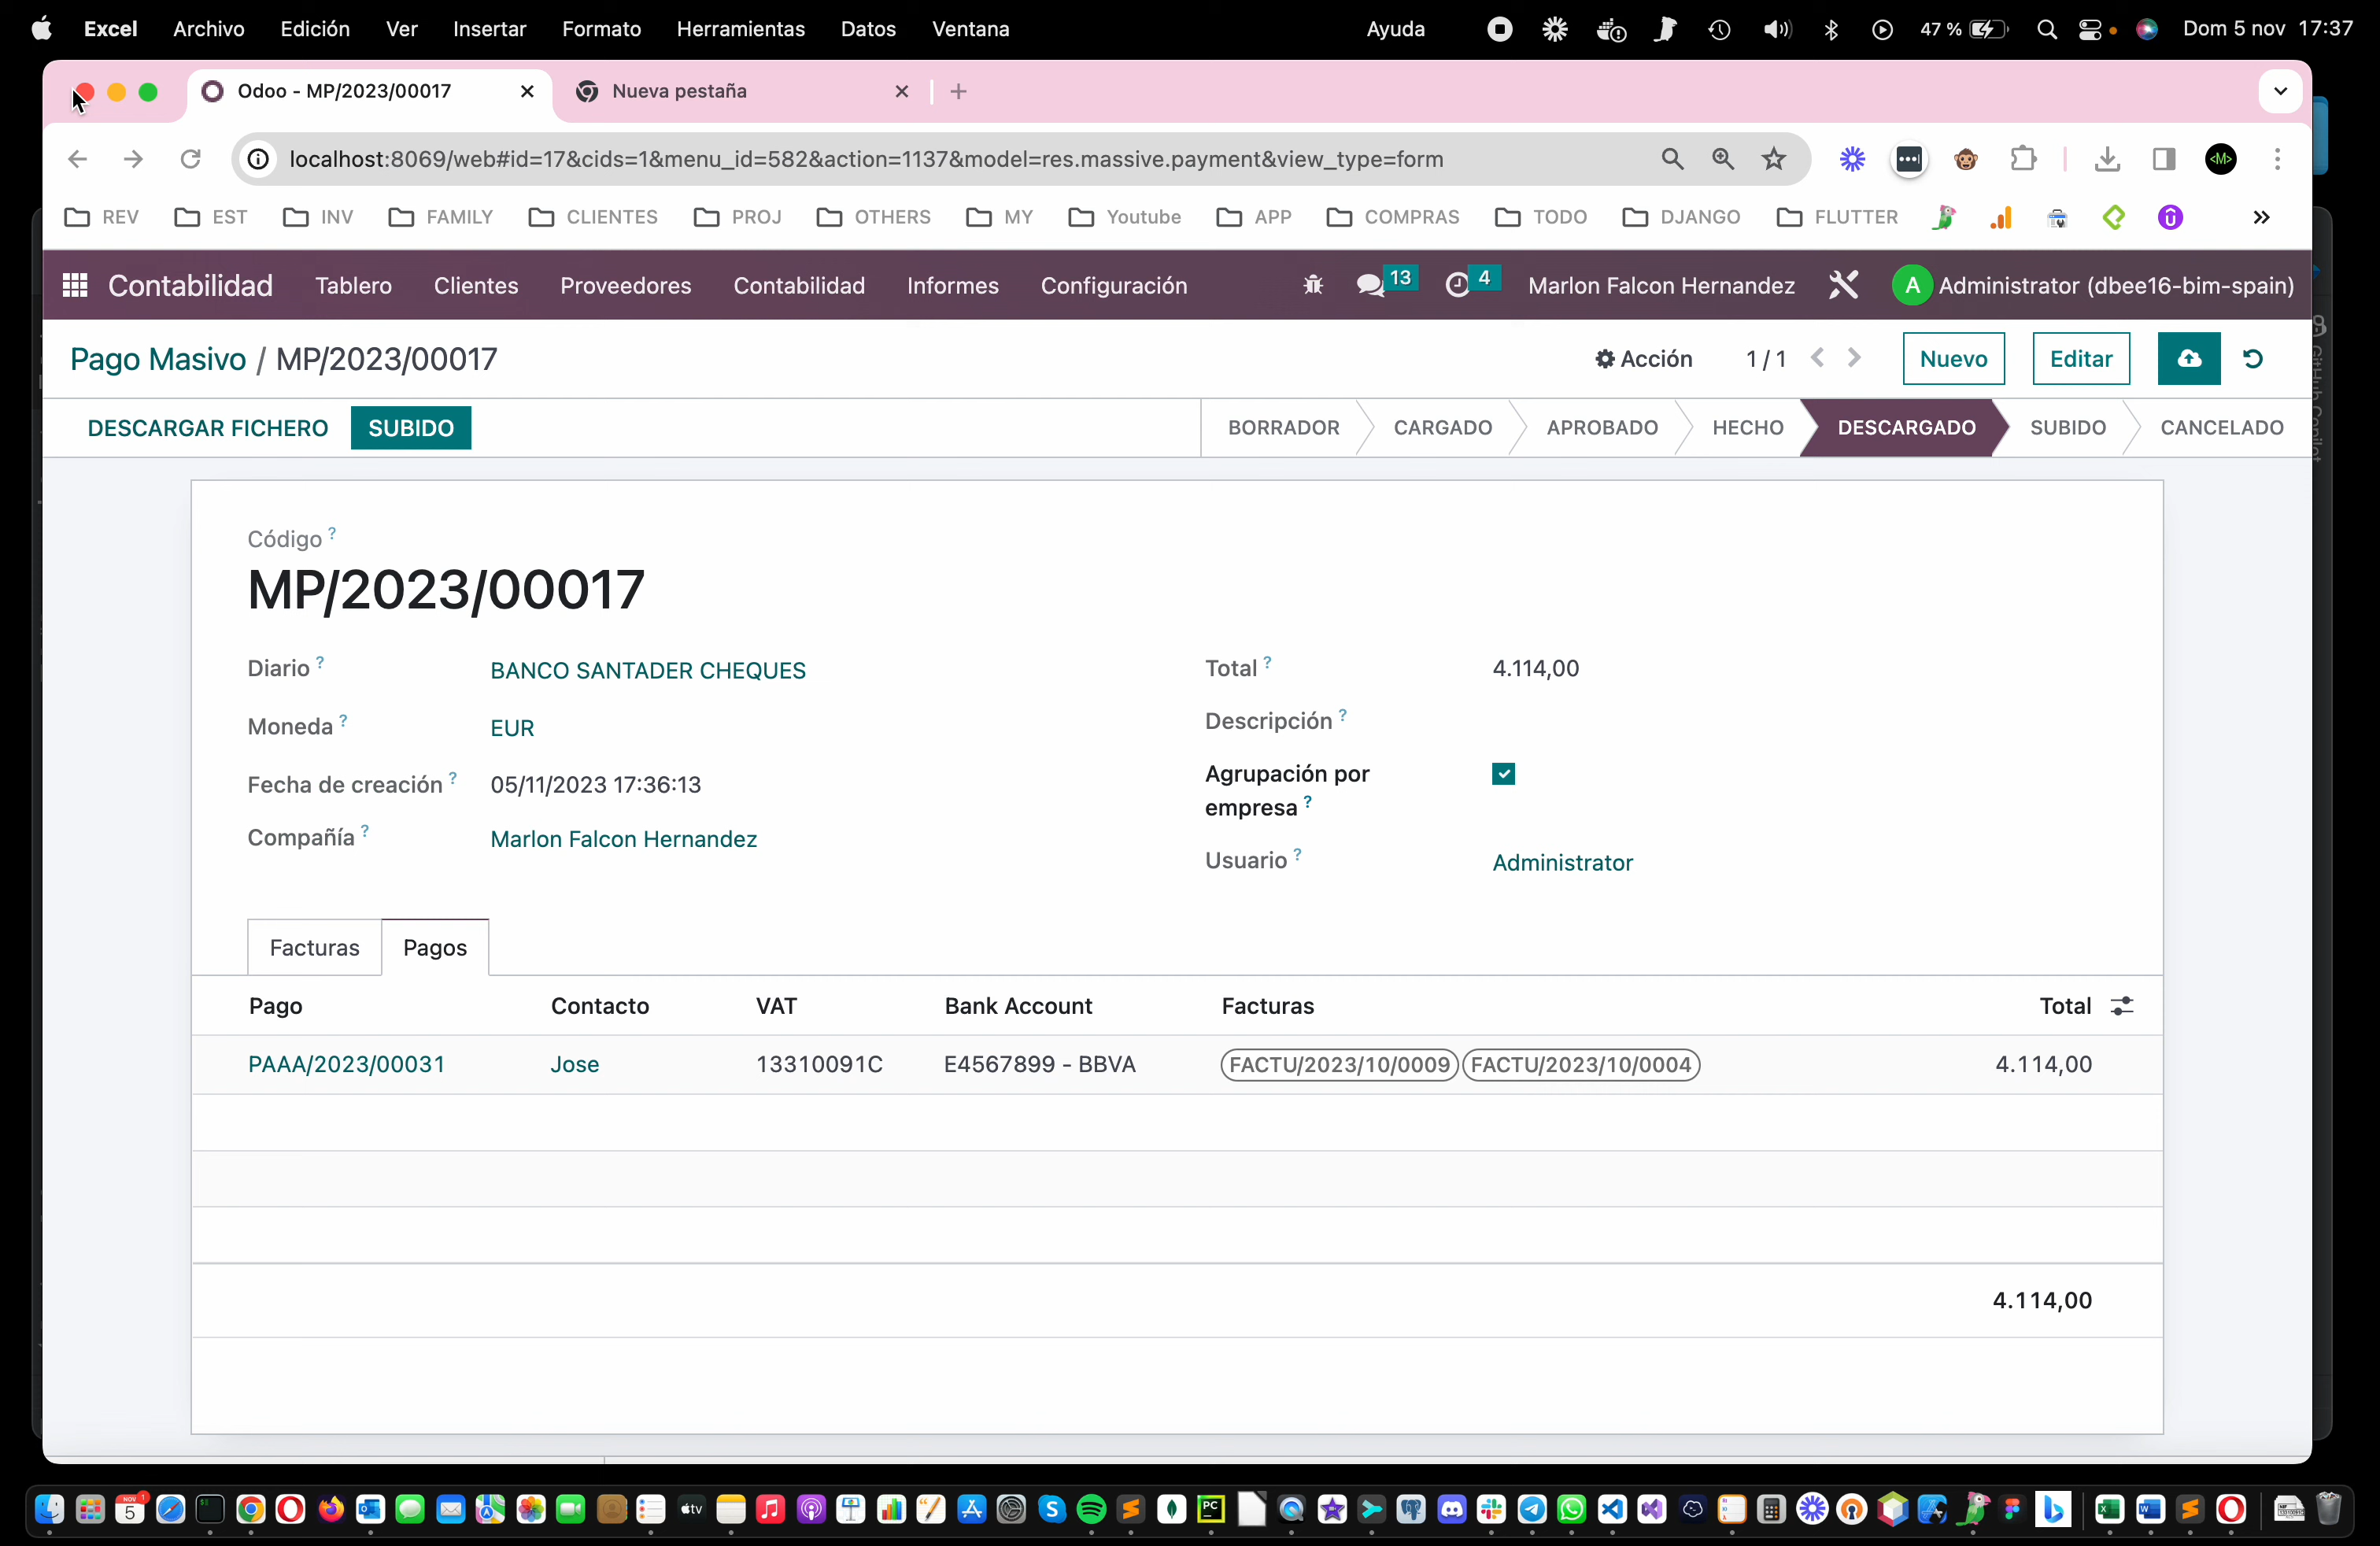 Excel Archivo Edición Ver Insertar Formato Herramientas Datos Ventana Ayuda 47 % Dom 5 nov 17:37
Odoo - MP/2023/00017 Nueva pestaña
localhost:8069/web#id=17&cids=1&menu_id=582&action=1137&model=res.massive.payment&view_type=form
REV EST INV FAMILY CLIENTES PROJ OTHERS MY Youtube APP COMPRAS TODO DJANGO FLUTTER
Contabilidad Tablero Clientes Proveedores Contabilidad Informes Configuración 13 4 Marlon Falcon Hernandez A Administrator (dbee16-bim-spain)
Pago Masivo / MP/2023/00017 Acción 1 / 1 Nuevo Editar
DESCARGAR FICHERO SUBIDO BORRADOR CARGADO APROBADO HECHO DESCARGADO SUBIDO CANCELADO
GitHub Copilot
Código ?
MP/2023/00017
Diario ? BANCO SANTADER CHEQUES
Moneda ? EUR
Fecha de creación ? 05/11/2023 17:36:13
Compañía ? Marlon Falcon Hernandez
Total ? 4.114,00
Descripción ?
Agrupación por
empresa ?
Usuario ? Administrator
Facturas Pagos
Pago Contacto VAT Bank Account Facturas Total
PAAA/2023/00031 Jose 13310091C E4567899 - BBVA FACTU/2023/10/0009 FACTU/2023/10/0004 4.114,00
4.114,00